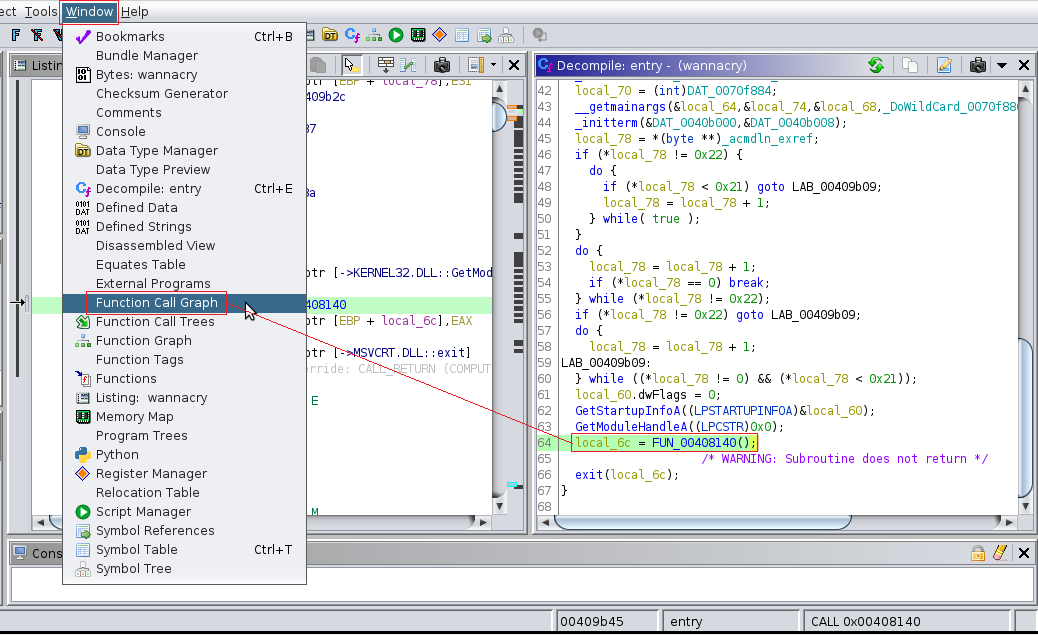 ect Tools Window Help
Bookmarks Ctrl+B
Bundle Manager
Bytes: wannacry
Checksum Generator
Comments
Console
Data Type Manager
Data Type Preview
Decompile: entry Ctrl+E
Defined Data
Defined Strings
Disassembled View
Equates Table
External Programs
Function Call Graph
Function Call Trees
Function Graph
Function Tags
Functions
Listing: wannacry
Memory Map
Program Trees
Python
Register Manager
Relocation Table
Script Manager
Symbol References
Symbol Table Ctrl+T
Symbol Tree
Listin
tr [EBP + local_78],ESI
409b2c
37
3a
ptr [->KERNEL32.DLL::GetMod
408140
ptr [EBP + local_6c],EAX
ptr [->MSVCRT.DLL::exit]
erride: CALL_RETURN (COMPUT
E
M
Decompile: entry - (wannacry)
42 local_70 = (int)DAT_0070f884;
43 __getmainargs(&local_64,&local_74,&local_68,_DoWildCard_0070f88
44 _initterm(&DAT_0040b000,&DAT_0040b008);
45 local_78 = *(byte **)_acmdln_exref;
46 if (*local_78 != 0x22) {
47 do {
48 if (*local_78 < 0x21) goto LAB_00409b09;
49 local_78 = local_78 + 1;
50 } while( true );
51 }
52 do {
53 local_78 = local_78 + 1;
54 if (*local_78 == 0) break;
55 } while (*local_78 != 0x22);
56 if (*local_78 != 0x22) goto LAB_00409b09;
57 do {
58 local_78 = local_78 + 1;
59 LAB_00409b09:
60 } while ((*local_78 != 0) && (*local_78 < 0x21));
61 local_60.dwFlags = 0;
62 GetStartupInfoA((LPSTARTUPINFOA)&local_60);
63 GetModuleHandleA((LPCSTR)0x0);
64 local_6c = FUN_00408140();
65 /* WARNING: Subroutine does not return */
66 exit(local_6c);
67 }
68
Cons
00409b45 entry CALL 0x00408140